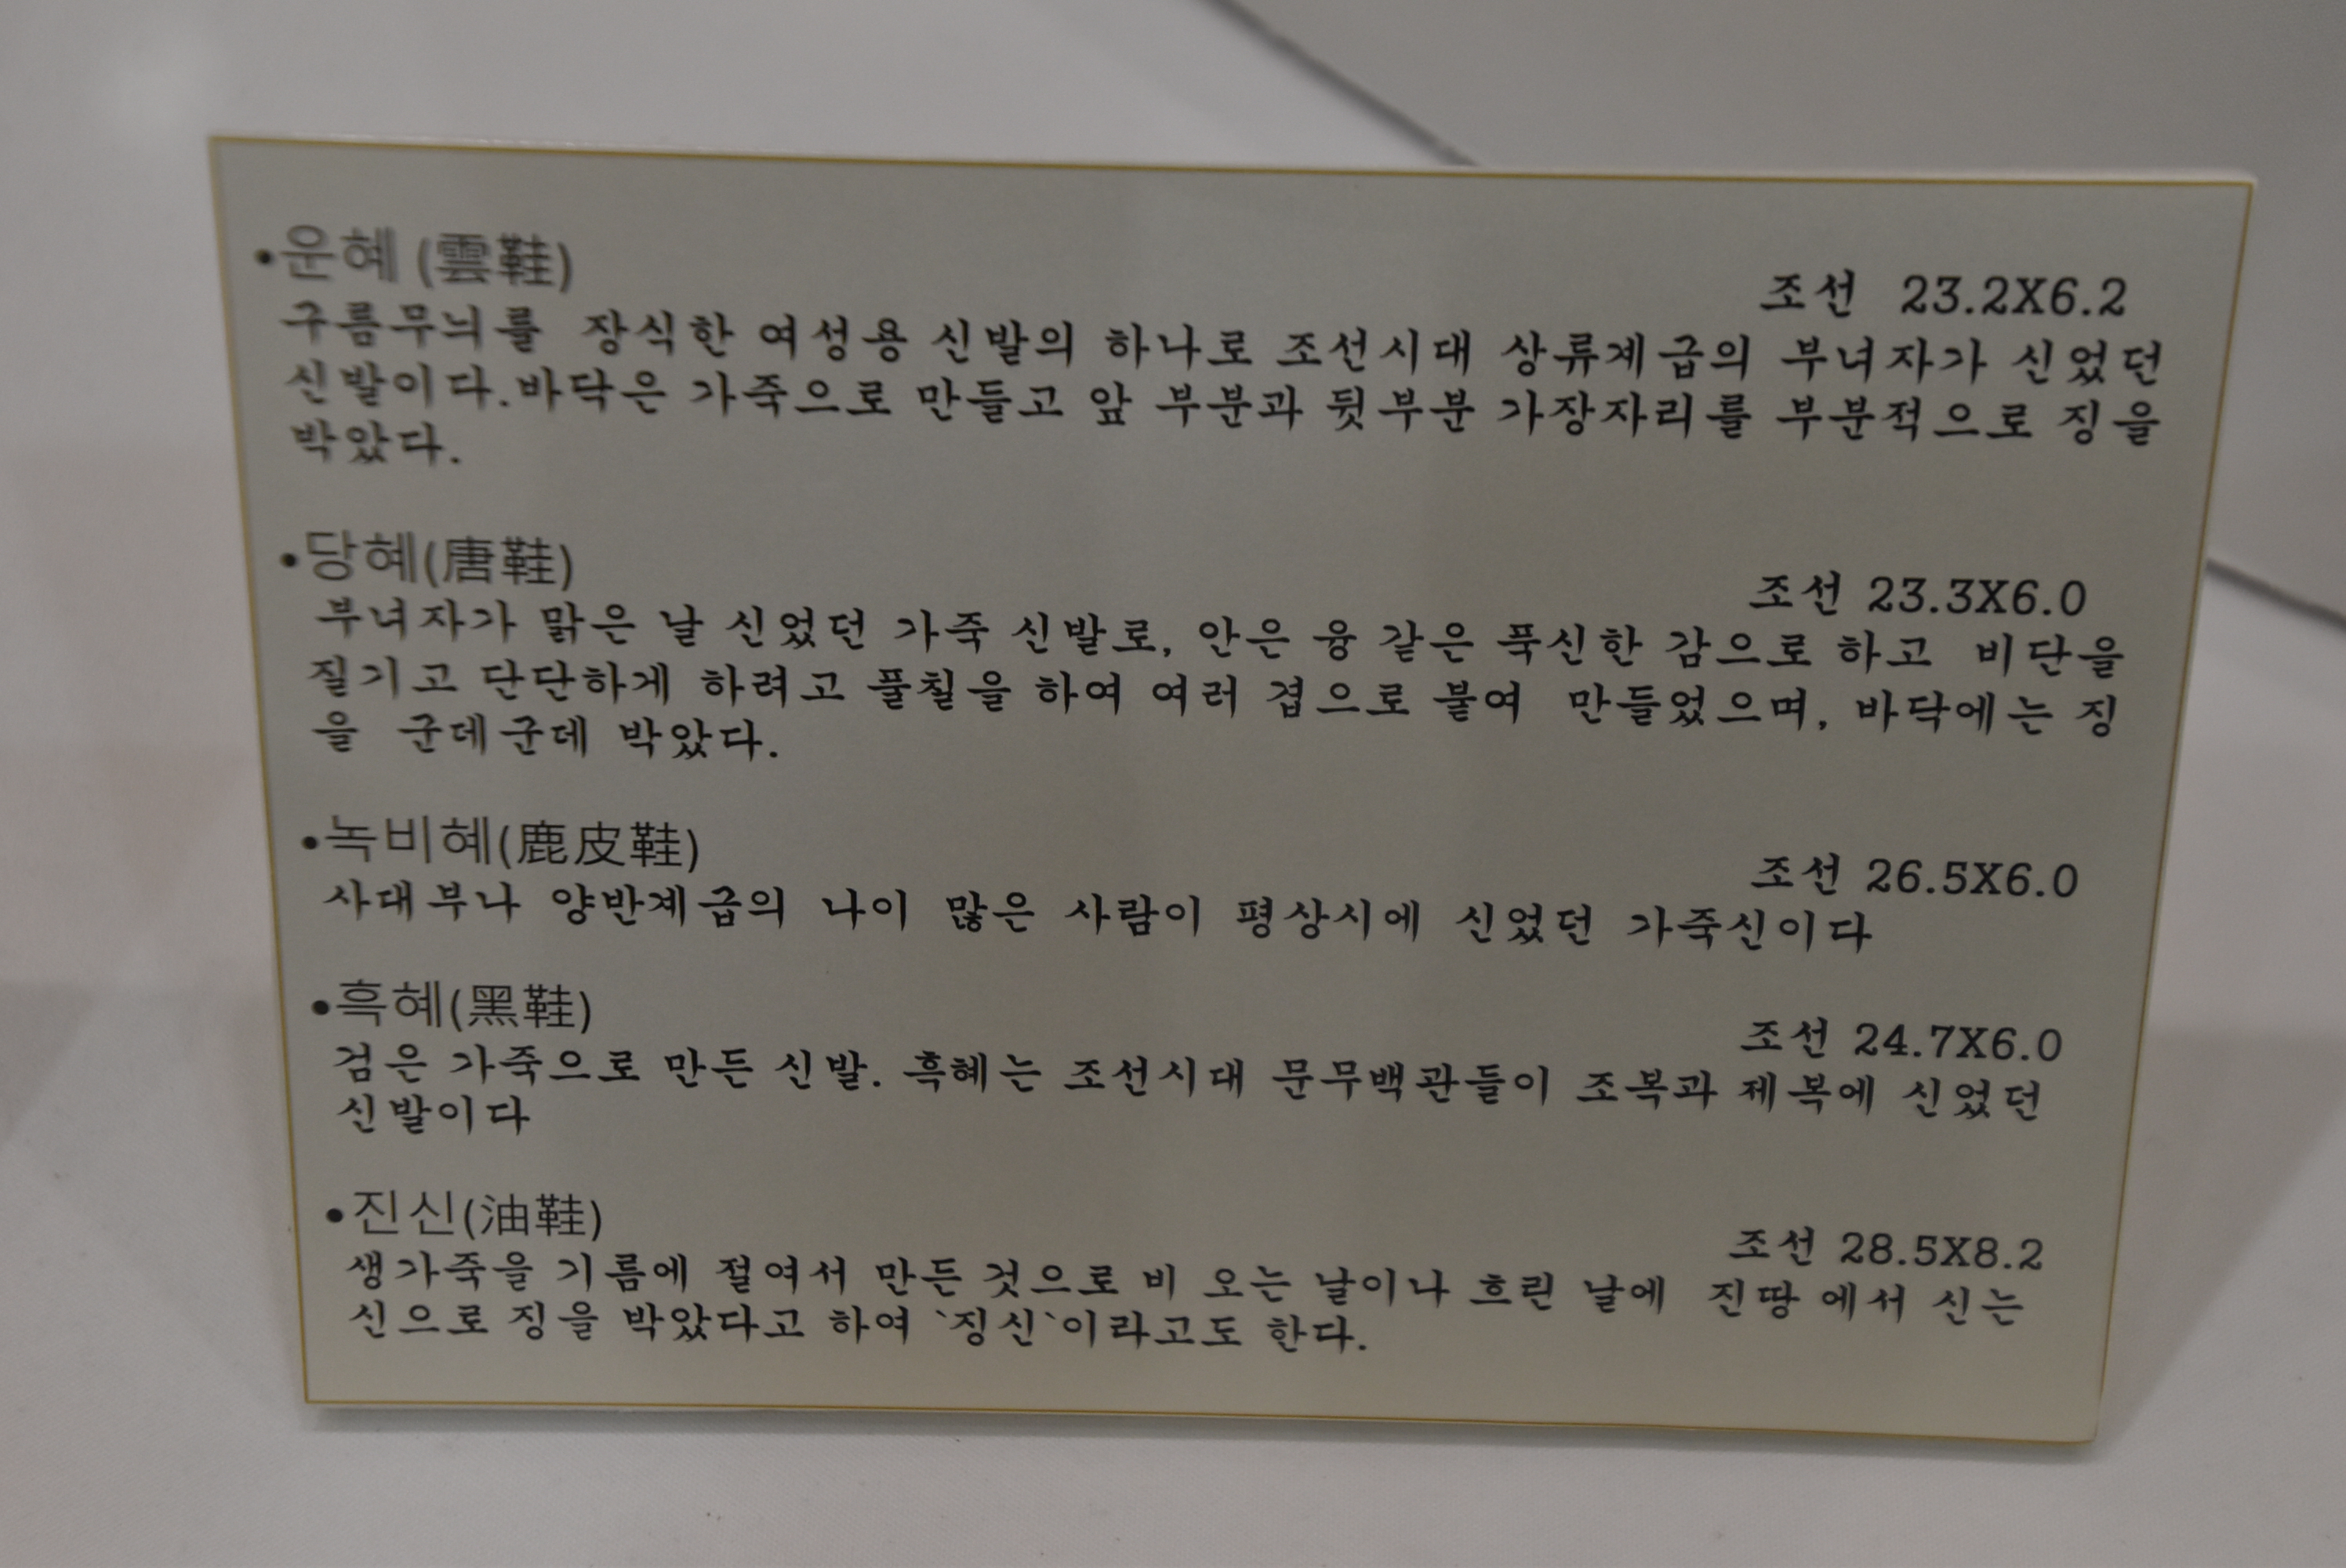 •운혜 (雲鞋)
조선 23.2X6.2
구름무늬를 장식한 여성용 신발의 하나로 조선시대 상류계급의 부녀자가 신었던
신발이다.바닥은 가죽으로 만들고 앞 부분과 뒷부분 가장자리를 부분적으로 징을
박았다.
•당혜(唐鞋)
조선 23.3X6.0
부녀자가 맑은 날 신었던 가죽 신발로, 안은 융 같은 푹신한 감으로 하고 비단을
질기고 단단하게 하려고 풀칠을 하여 여러 겹으로 붙여 만들었으며, 바닥에는 징
을 군데군데 박았다.
•녹비혜(鹿皮鞋)
조선 26.5X6.0
사대부나 양반계급의 나이 많은 사람이 평상시에 신었던 가죽신이다
•흑혜(黑鞋)
조선 24.7X6.0
검은 가죽으로 만든 신발. 흑혜는 조선시대 문무백관들이 조복과 제복에 신었던
신발이다
•진신(油鞋)
조선 28.5X8.2
생가죽을 기름에 절여서 만든 것으로 비 오는 날이나 흐린 날에 진땅 에서 신는
신으로 징을 박았다고 하여 `징신`이라고도 한다.